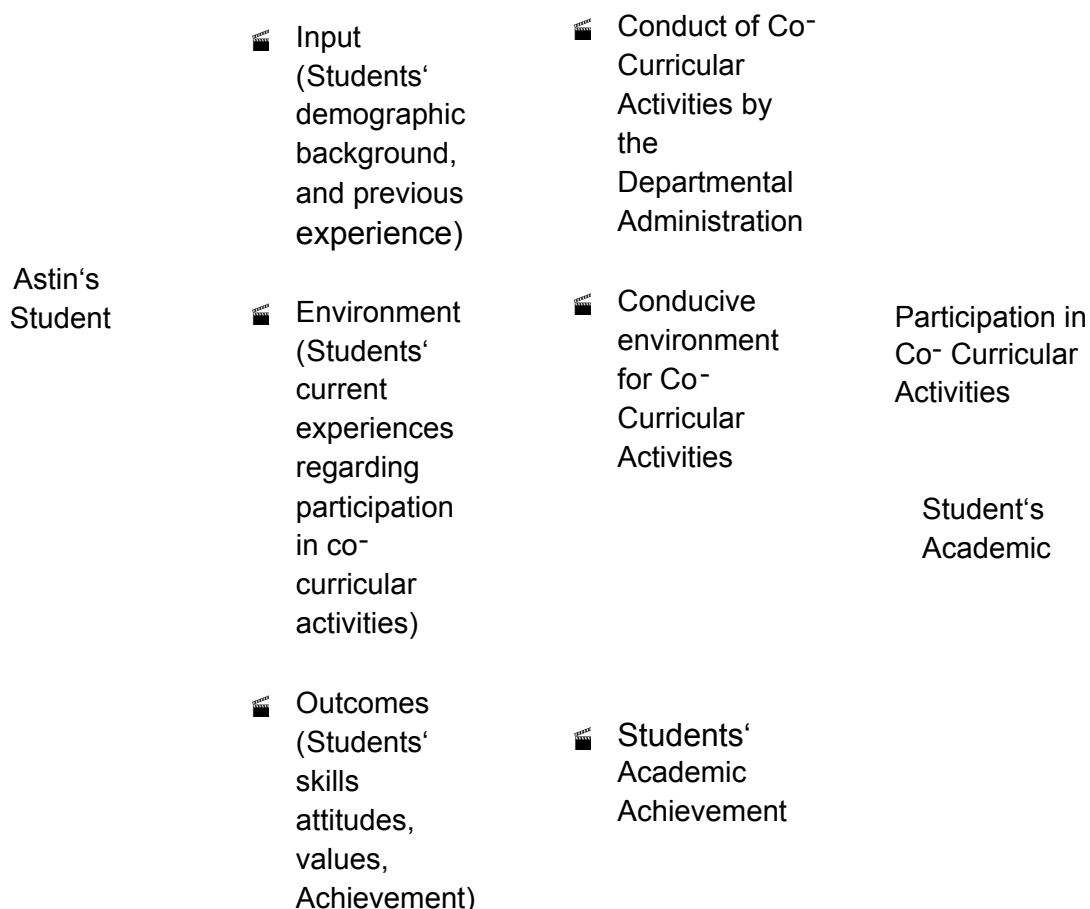 Astin‘s
Student
Input
(Students‘
demographic
background,
and previous
experience)
Environment
(Students‘
current
experiences
regarding
participation
in co-
curricular
activities)
Outcomes
(Students‘
skills
attitudes,
values,
Achievement)
Conduct of Co-
Curricular
Activities by
the
Departmental
Administration
Conducive
environment
for Co-
Curricular
Activities
Students‘
Academic
Achievement
Participation in
Co- Curricular
Activities
Student‘s
Academic